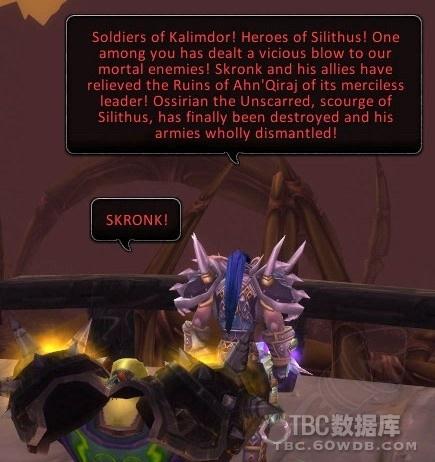 Soldiers of Kalimdor! Heroes of Silithus! One
among you has dealt a vicious blow to our
mortal enemies! Skronk and his allies have
relieved the Ruins of Ahn'Qiraj of its merciless
leader! Ossirian the Unscarred, scourge of
Silithus, has finally been destroyed and his
armies wholly dismantled!
SKRONK!
TBC数据库
TBC.60WDB.COM